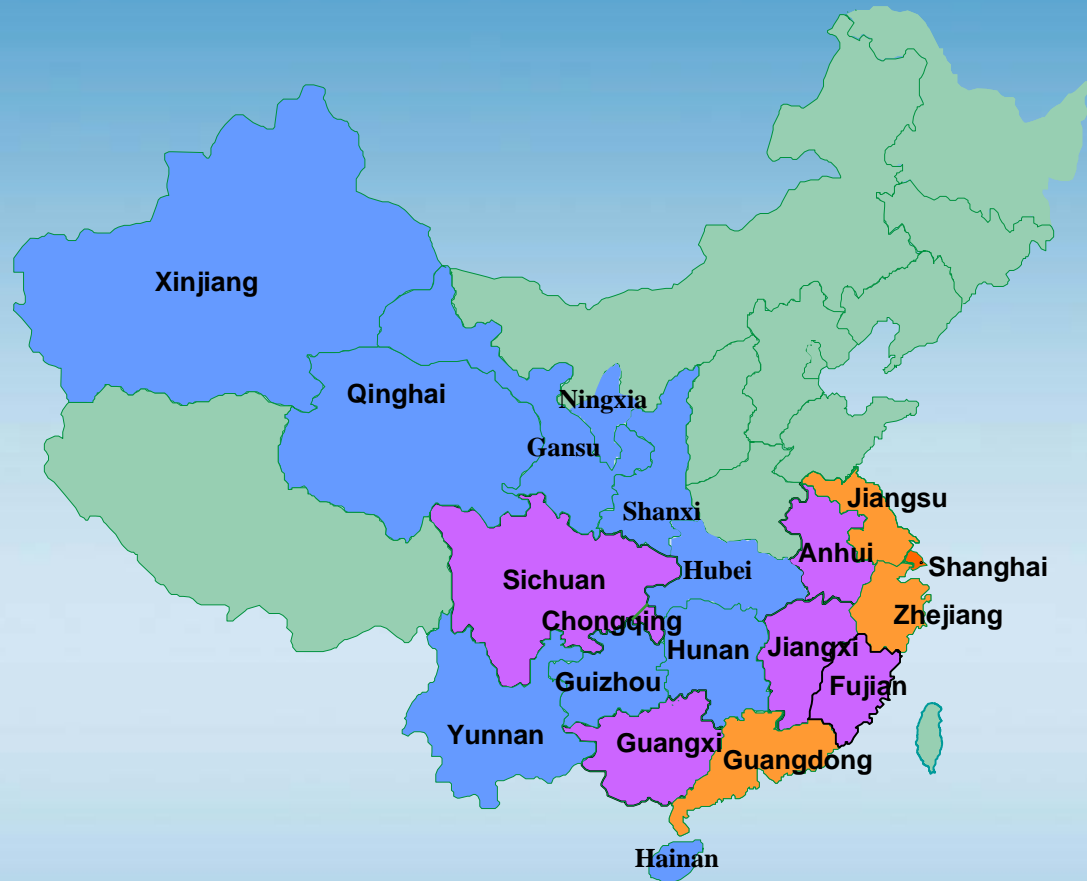 Xinjiang
Qinghai
Ningxia
Gansu
Jiangsu
Shanxi
Anhui
Shanghai
Hubei
Sichuan
Zhejiang
Chongqing
Hunan
Jiangxi
Guizhou
Fujian
Yunnan
Guangxi
Guangdong
Hainan